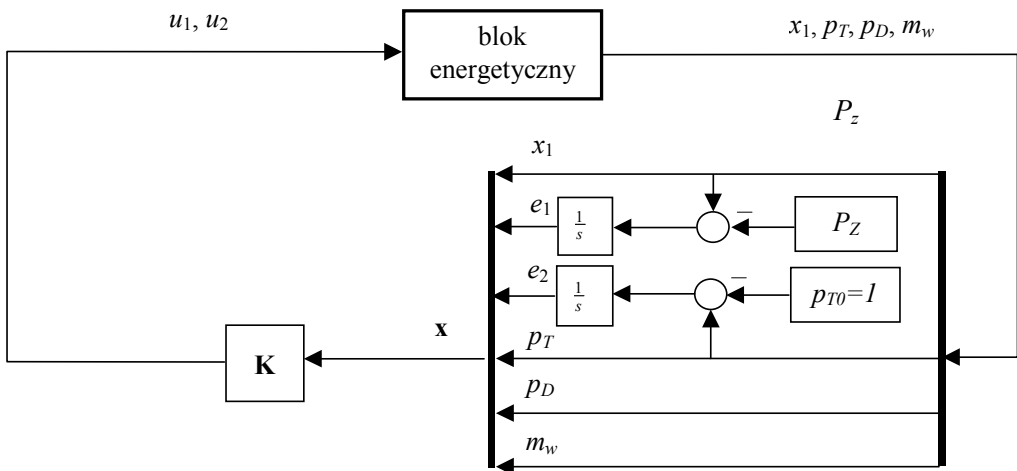 u1, u2
blok
energetyczny
x1, pT, pD, mw
Pz
x1
e1
1/s
−
PZ
e2
1/s
−
pT0=1
x
pT
K
pD
mw